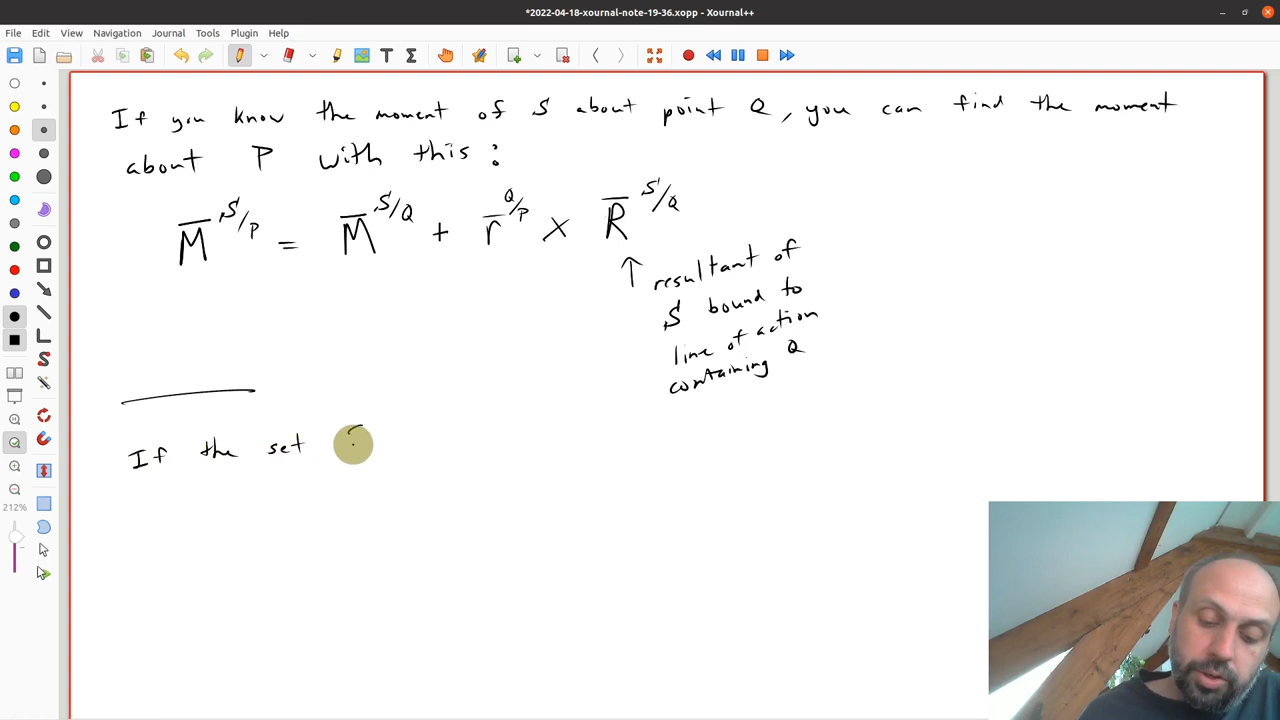 *2022-04-18-xournal-note-19-36.xopp - Xournal++
File Edit View Navigation Journal Tools Plugin Help
If you know the moment of S about point Q, you can find the moment
about P with this:
M̅^S/P = M̅^S/Q + r̅^Q/P × R̅^S/Q
↑ resultant of
S bound to
line of action
containing Q
If the set
212%